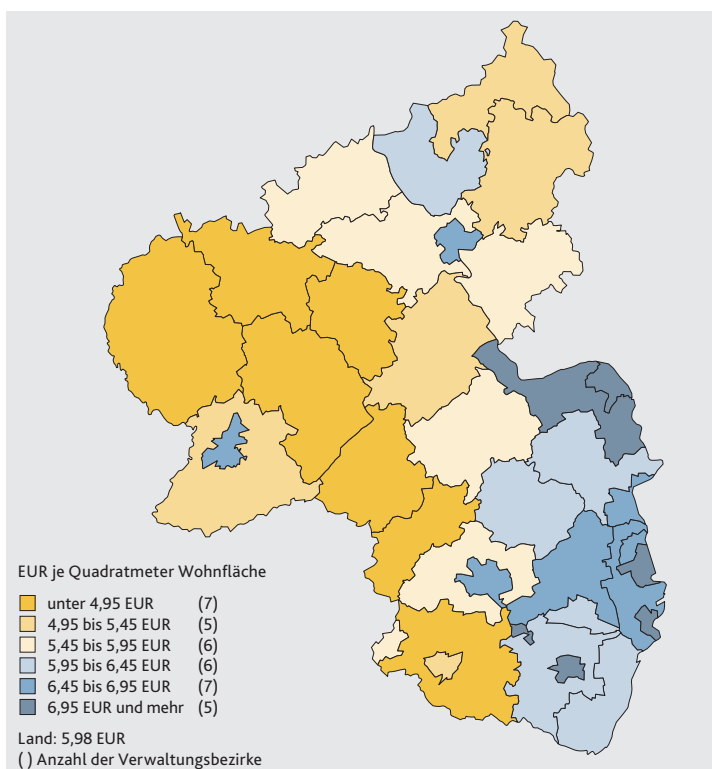 EUR je Quadratmeter Wohnfläche
unter 4,95 EUR (7)
4,95 bis 5,45 EUR (5)
5,45 bis 5,95 EUR (6)
5,95 bis 6,45 EUR (6)
6,45 bis 6,95 EUR (7)
6,95 EUR und mehr (5)
Land: 5,98 EUR
( ) Anzahl der Verwaltungsbezirke